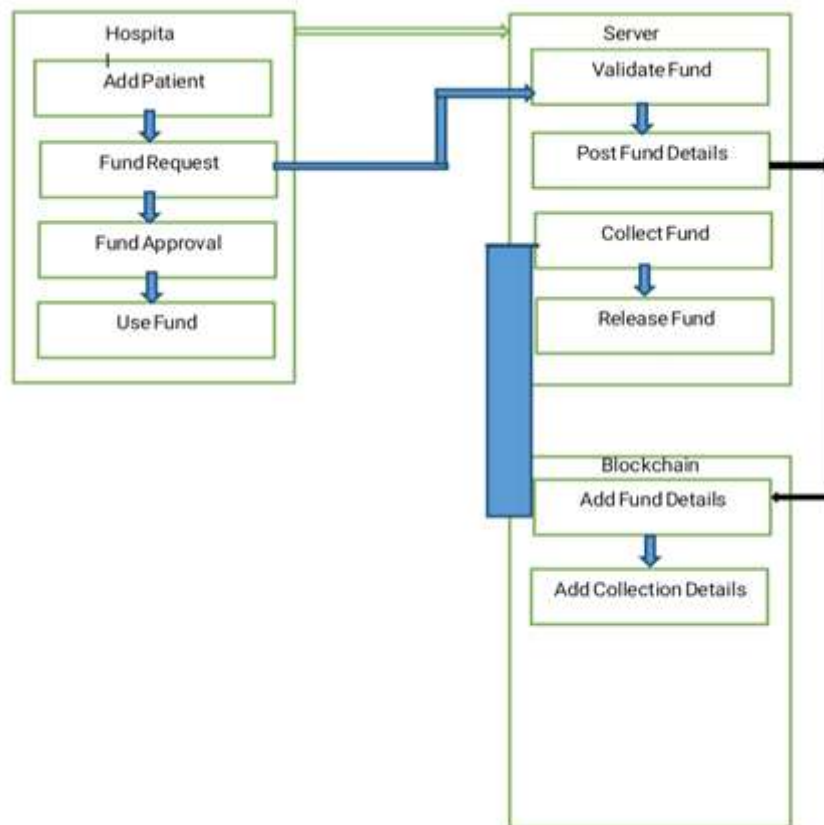 Hospita
l
Add Patient
Fund Request
Fund Approval
Use Fund
Server
Validate Fund
Post Fund Details
Collect Fund
Release Fund
Blockchain
Add Fund Details
Add Collection Details